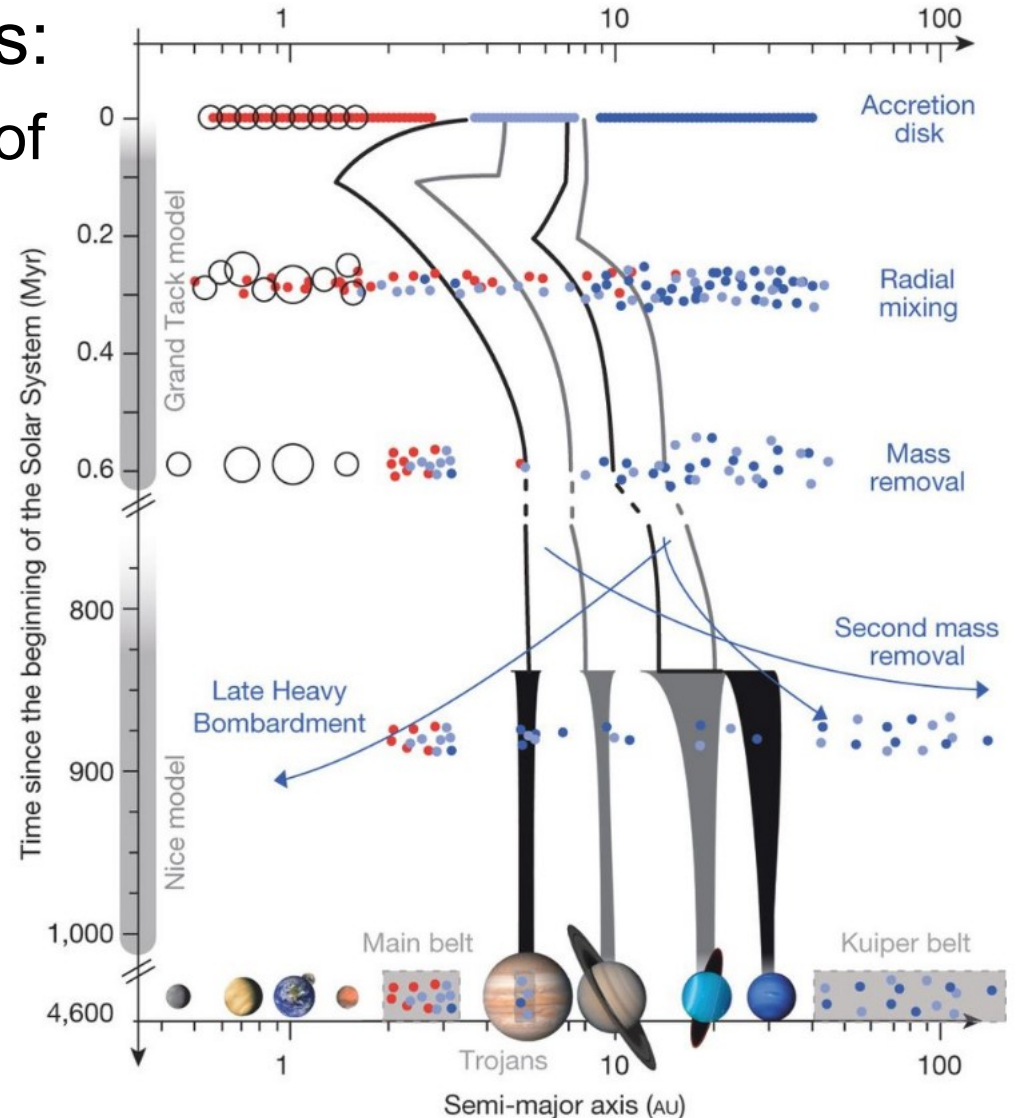 s:
of
1 10 100
0
Accretion
disk
0.2
Radial
mixing
Grand Tack model
0.4
0.6
Mass
removal
Time since the beginning of the Solar System (Myr)
800
Second mass
removal
Late Heavy
Bombardment
900
Nice model
1,000
Main belt
Kuiper belt
4,600
Trojans
1 10 100
Semi-major axis (AU)